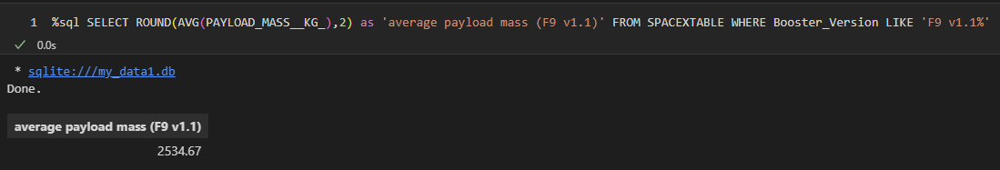 1 %sql SELECT ROUND(AVG(PAYLOAD_MASS__KG_),2) as 'average payload mass (F9 v1.1)' FROM SPACEXTABLE WHERE Booster_Version LIKE 'F9 v1.1%'
✓ 0.0s
* sqlite:///my_data1.db
Done.
average payload mass (F9 v1.1)
2534.67